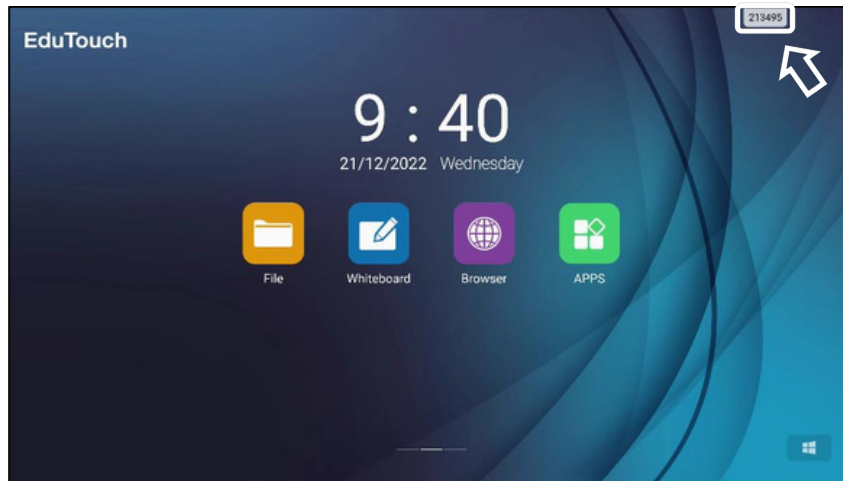 213495
EduTouch
9 : 40
21/12/2022 Wednesday
File Whiteboard Browser APPS